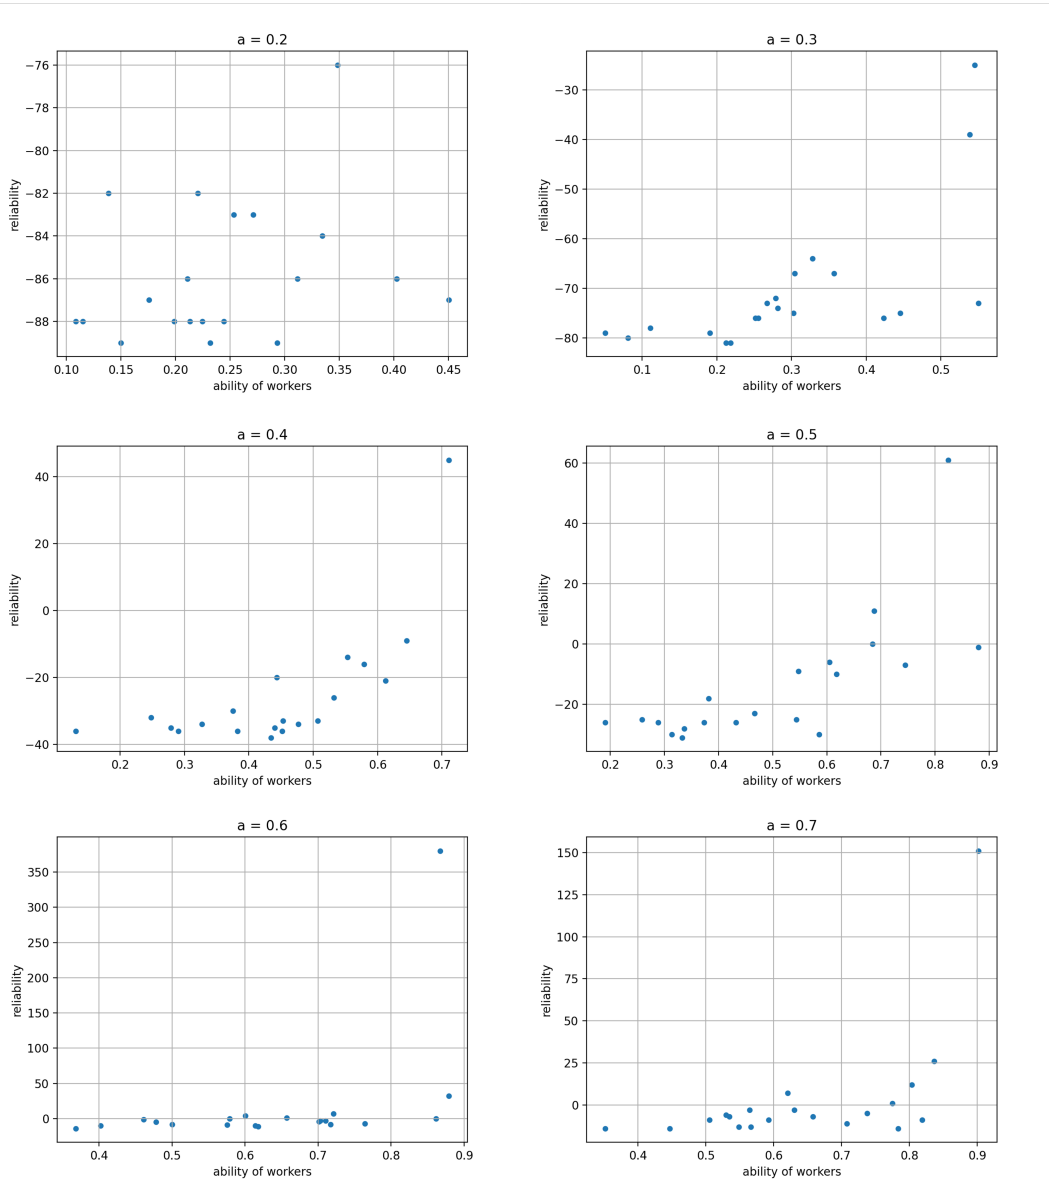 a = 0.2
−76
−78
−80
−82
−84
−86
−88
reliability
0.10 0.15 0.20 0.25 0.30 0.35 0.40 0.45
ability of workers
a = 0.3
−30
−40
−50
−60
−70
−80
reliability
0.1 0.2 0.3 0.4 0.5
ability of workers
a = 0.4
40
20
0
−20
−40
reliability
0.2 0.3 0.4 0.5 0.6 0.7
ability of workers
a = 0.5
60
40
20
0
−20
reliability
0.2 0.3 0.4 0.5 0.6 0.7 0.8 0.9
ability of workers
a = 0.6
350
300
250
200
150
100
50
0
reliability
0.4 0.5 0.6 0.7 0.8 0.9
ability of workers
a = 0.7
150
125
100
75
50
25
0
reliability
0.4 0.5 0.6 0.7 0.8 0.9
ability of workers